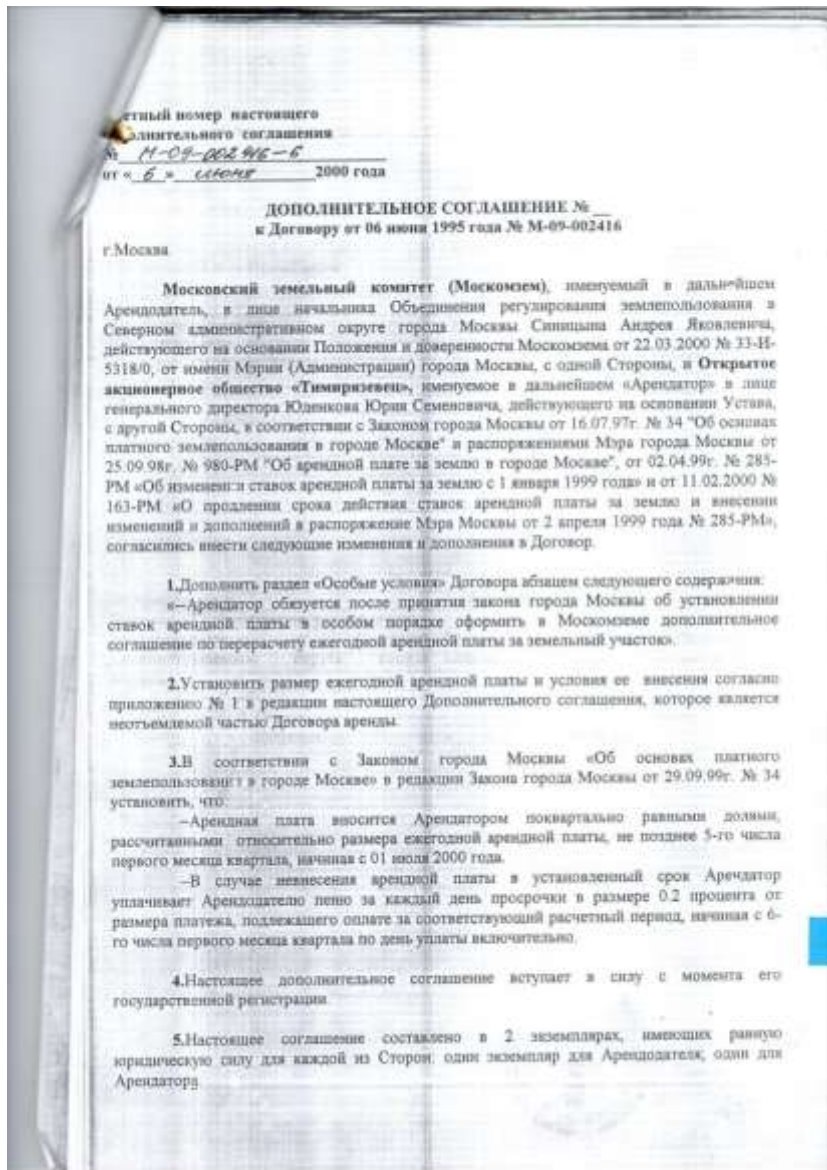 етный номер настоящего
олнительного соглашения
№ М-09-002416-6
от « 6 » июня 2000 года
ДОПОЛНИТЕЛЬНОЕ СОГЛАШЕНИЕ № __
к Договору от 06 июня 1995 года № М-09-002416
г.Москва
Московский земельный комитет (Москомзем), именуемый в дальнейшем
Арендодатель, в лице начальника Объединения регулирования землепользования в
Северном административном округе города Москвы Синицына Андрея Яковлевича,
действующего на основании Положения и доверенности Москомзема от 22.03.2000 № 33-И-
5318/0, от имени Мэрии (Администрации) города Москвы, с одной Стороны, и Открытое
акционерное общество «Тимирязевец», именуемое в дальнейшем «Арендатор» в лице
генерального директора Юденкова Юрия Семеновича, действующего на основании Устава,
с другой Стороны, в соответствии с Законом города Москвы от 16.07.97г. № 34 "Об основах
платного землепользования в городе Москве" и распоряжениями Мэра города Москвы от
25.09.98г. № 980-РМ "Об арендной плате за землю в городе Москве", от 02.04.99г. № 285-
РМ «Об изменении ставок арендной платы за землю с 1 января 1999 года» и от 11.02.2000 №
163-РМ «О продлении срока действия ставок арендной платы за землю и внесении
изменений и дополнений в распоряжение Мэра Москвы от 2 апреля 1999 года № 285-РМ»,
согласились внести следующие изменения и дополнения в Договор.
1.Дополнить раздел «Особые условия» Договора абзацем следующего содержания:
«–Арендатор обязуется после принятия закона города Москвы об установлении
ставок арендной платы в особом порядке оформить в Москомземе дополнительное
соглашение по перерасчету ежегодной арендной платы за земельный участок».
2.Установить размер ежегодной арендной платы и условия ее внесения согласно
приложению № 1 в редакции настоящего Дополнительного соглашения, которое является
неотъемлемой частью Договора аренды.
3.В соответствии с Законом города Москвы «Об основах платного
землепользования в городе Москве» в редакции Закона города Москвы от 29.09.99г. № 34
установить, что:
–Арендная плата вносится Арендатором поквартально равными долями,
рассчитанными относительно размера ежегодной арендной платы, не позднее 5-го числа
первого месяца квартала, начиная с 01 июля 2000 года.
–В случае невнесения арендной платы в установленный срок Арендатор
уплачивает Арендодателю пеню за каждый день просрочки в размере 0.2 процента от
размера платежа, подлежащего оплате за соответствующий расчетный период, начиная с 6-
го числа первого месяца квартала по день уплаты включительно.
4.Настоящее дополнительное соглашение вступает в силу с момента его
государственной регистрации.
5.Настоящее соглашение составлено в 2 экземплярах, имеющих равную
юридическую силу для каждой из Сторон: один экземпляр для Арендодателя; один для
Арендатора.